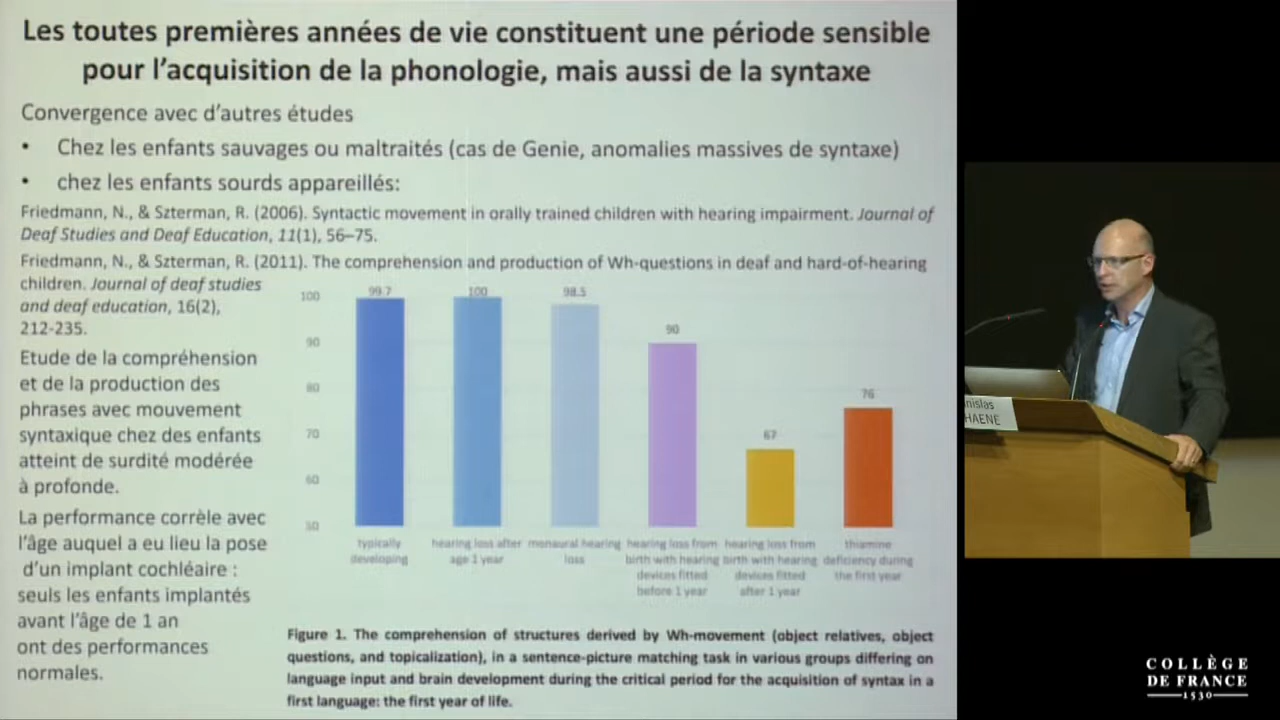 Les toutes premières années de vie constituent une période sensible
pour l'acquisition de la phonologie, mais aussi de la syntaxe
Convergence avec d'autres études
• Chez les enfants sauvages ou maltraités (cas de Genie, anomalies massives de syntaxe)
• chez les enfants sourds appareillés:
Friedmann, N., & Szterman, R. (2006). Syntactic movement in orally trained children with hearing impairment. Journal of
Deaf Studies and Deaf Education, 11(1), 56–75.
Friedmann, N., & Szterman, R. (2011). The comprehension and production of Wh-questions in deaf and hard-of-hearing
children. Journal of deaf studies
and deaf education, 16(2),
212-235.
Etude de la compréhension
et de la production des
phrases avec mouvement
syntaxique chez des enfants
atteint de surdité modérée
à profonde.
La performance corrèle avec
l'âge auquel a eu lieu la pose
d'un implant cochléaire :
seuls les enfants implantés
avant l'âge de 1 an
ont des performances
normales.
100
90
80
70
60
50
99.7
100
98.5
90
67
76
typically
developing
hearing loss after
age 1 year
monaural hearing
loss
hearing loss from
birth with hearing
devices fitted
before 1 year
hearing loss from
birth with hearing
devices fitted
after 1 year
thiamine
deficiency during
the first year
Figure 1. The comprehension of structures derived by Wh-movement (object relatives, object
questions, and topicalization), in a sentence-picture matching task in various groups differing on
language input and brain development during the critical period for the acquisition of syntax in a
first language: the first year of life.
nislas
HAENE
COLLÈGE
DE FRANCE
1530